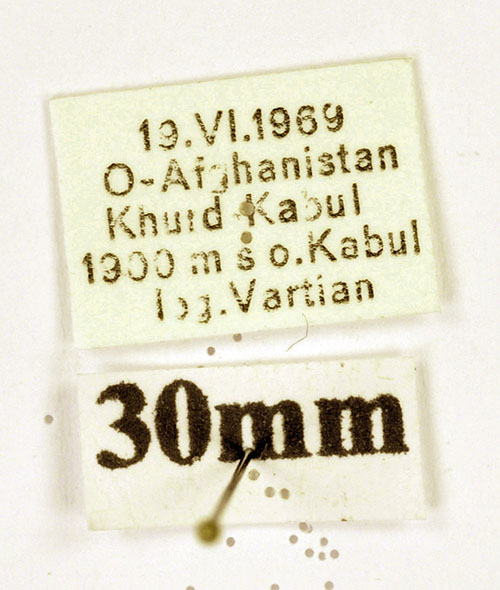 19.VI.1969
O-Afghanistan
Khurd Kabul
1900 m s o.Kabul
leg.Vartian
30mm